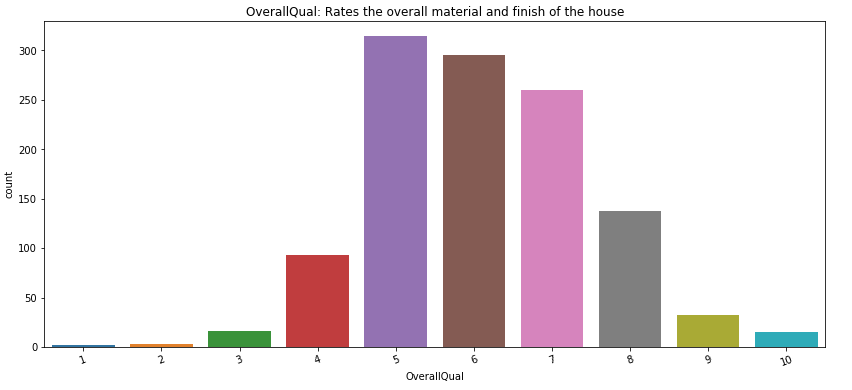 OverallQual: Rates the overall material and finish of the house
count
300
250
200
150
100
50
0
1 2 3 4 5 6 7 8 9 10
OverallQual